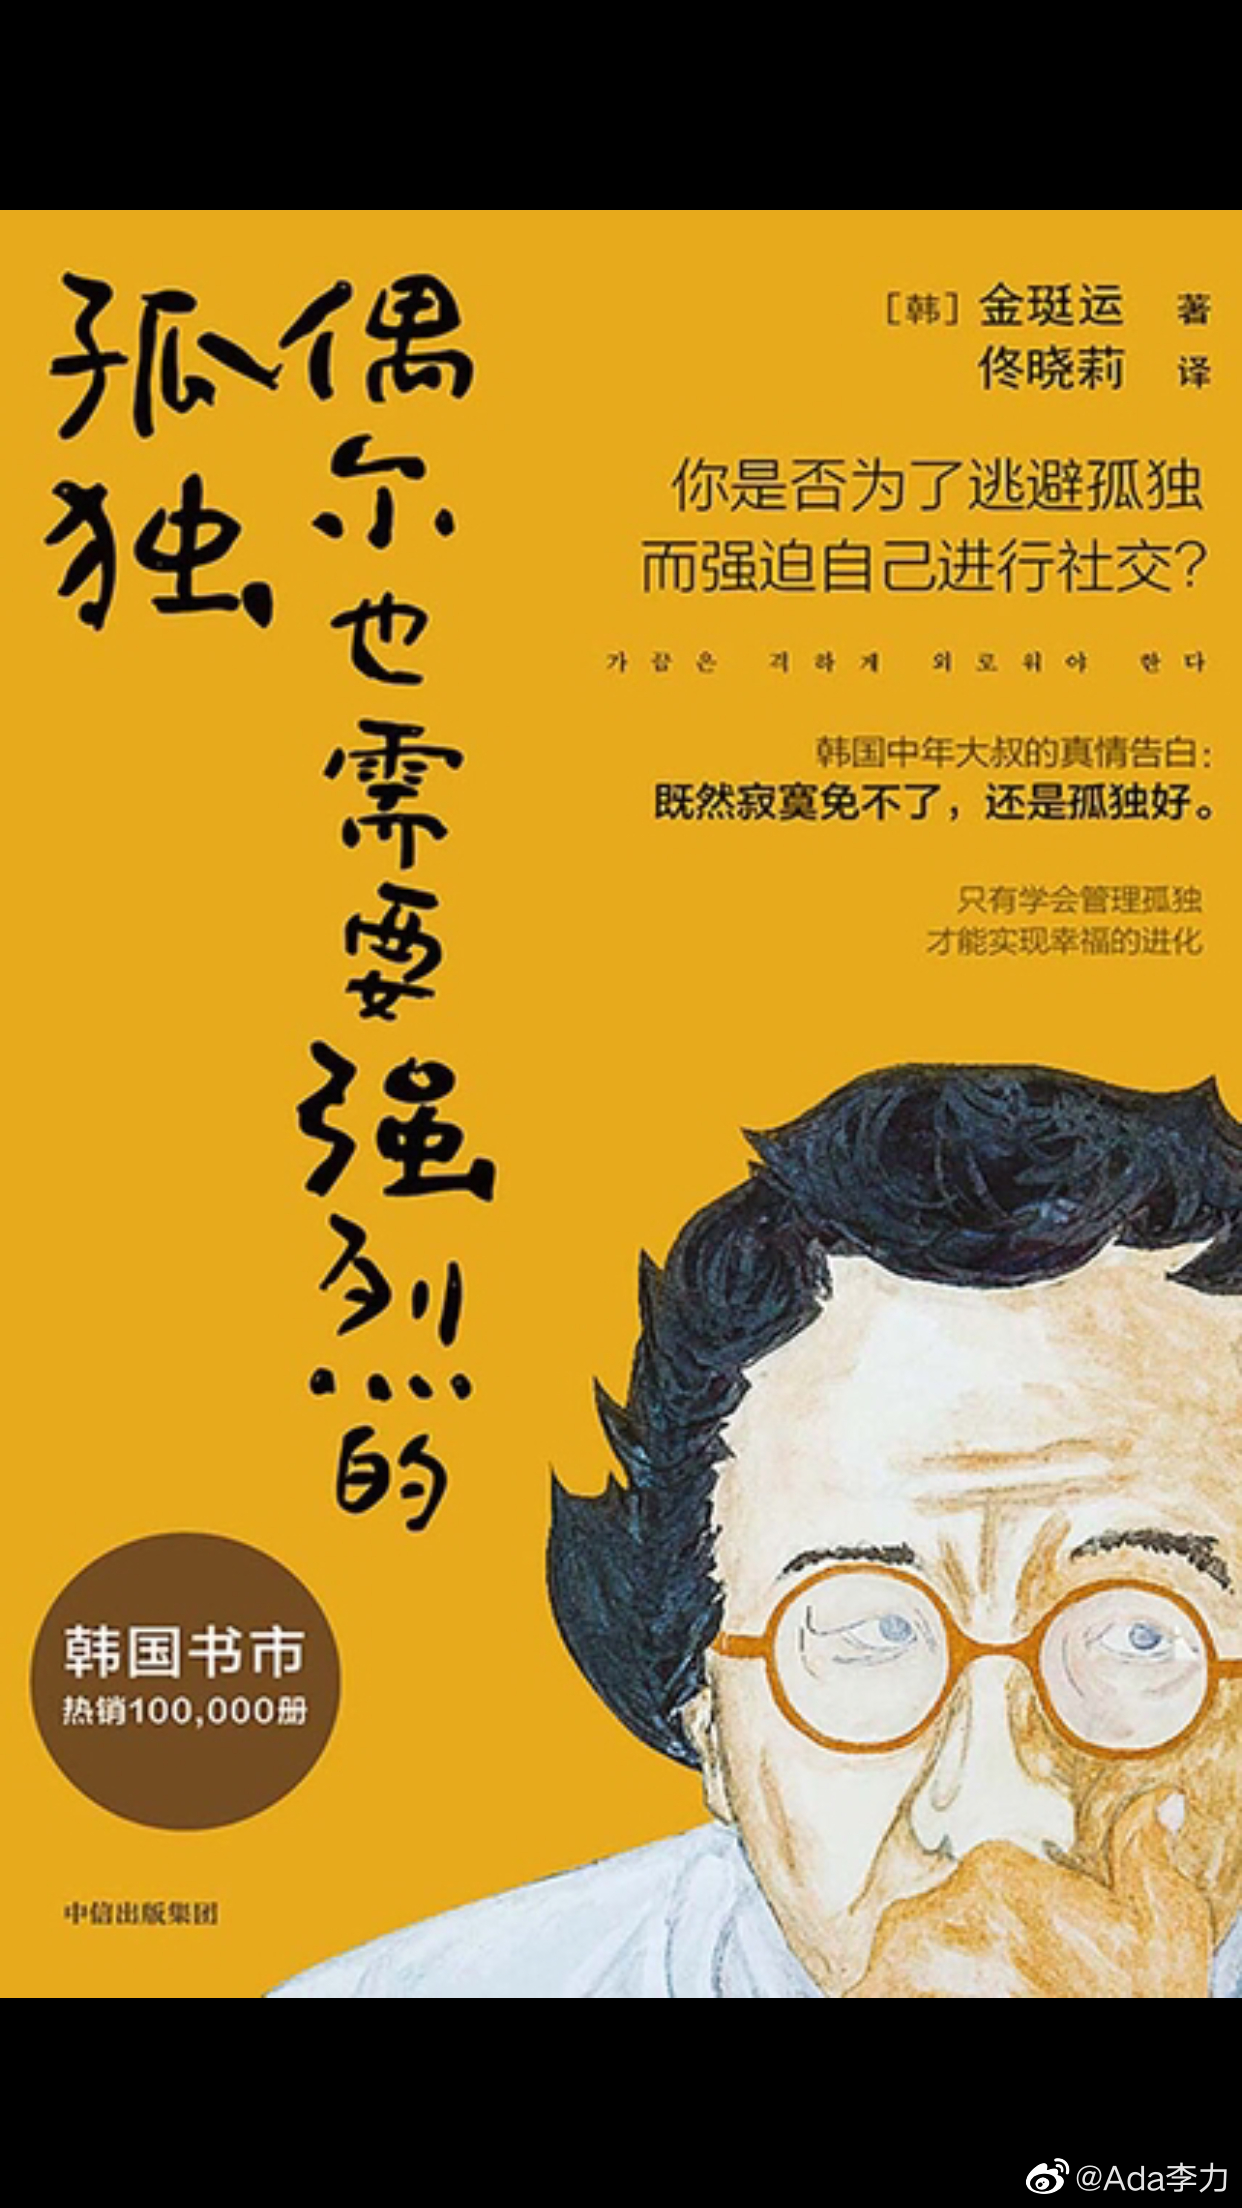 偶尔也需要强烈的
孤独
[韩] 金珽运 著
佟晓莉 译
你是否为了逃避孤独
而强迫自己进行社交？
가끔은 격하게 외로워야 한다
韩国中年大叔的真情告白：
既然寂寞免不了，还是孤独好。
只有学会管理孤独
才能实现幸福的进化
韩国书市
热销100,000册
中信出版集团
@Ada李力